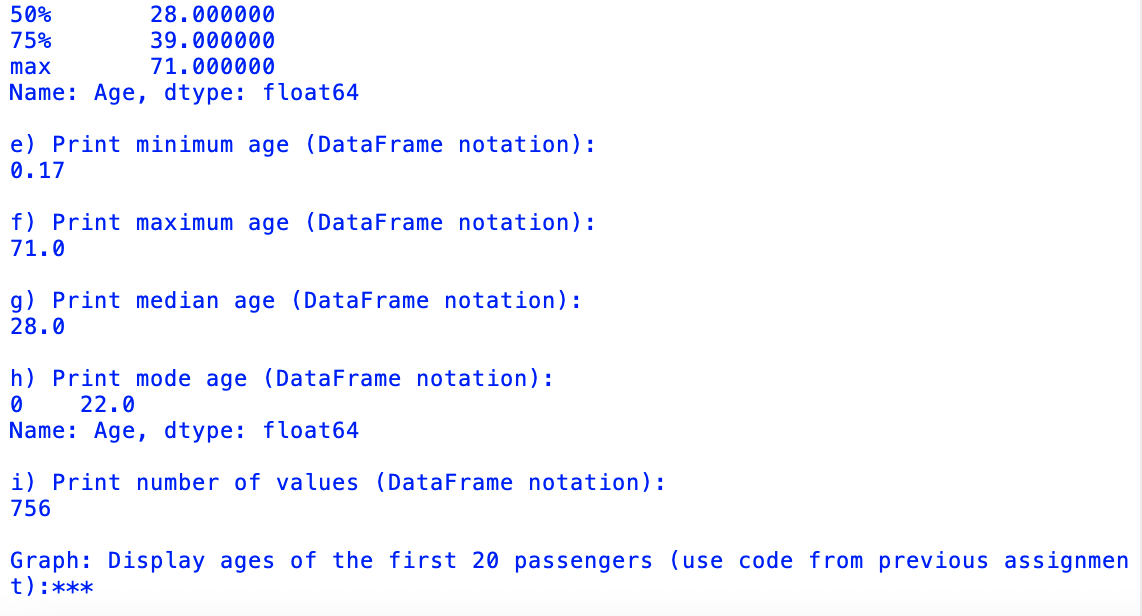 50%       28.000000
75%       39.000000
max       71.000000
Name: Age, dtype: float64
e) Print minimum age (DataFrame notation):
0.17
f) Print maximum age (DataFrame notation):
71.0
g) Print median age (DataFrame notation):
28.0
h) Print mode age (DataFrame notation):
0    22.0
Name: Age, dtype: float64
i) Print number of values (DataFrame notation):
756
Graph: Display ages of the first 20 passengers (use code from previous assignmen
t):***